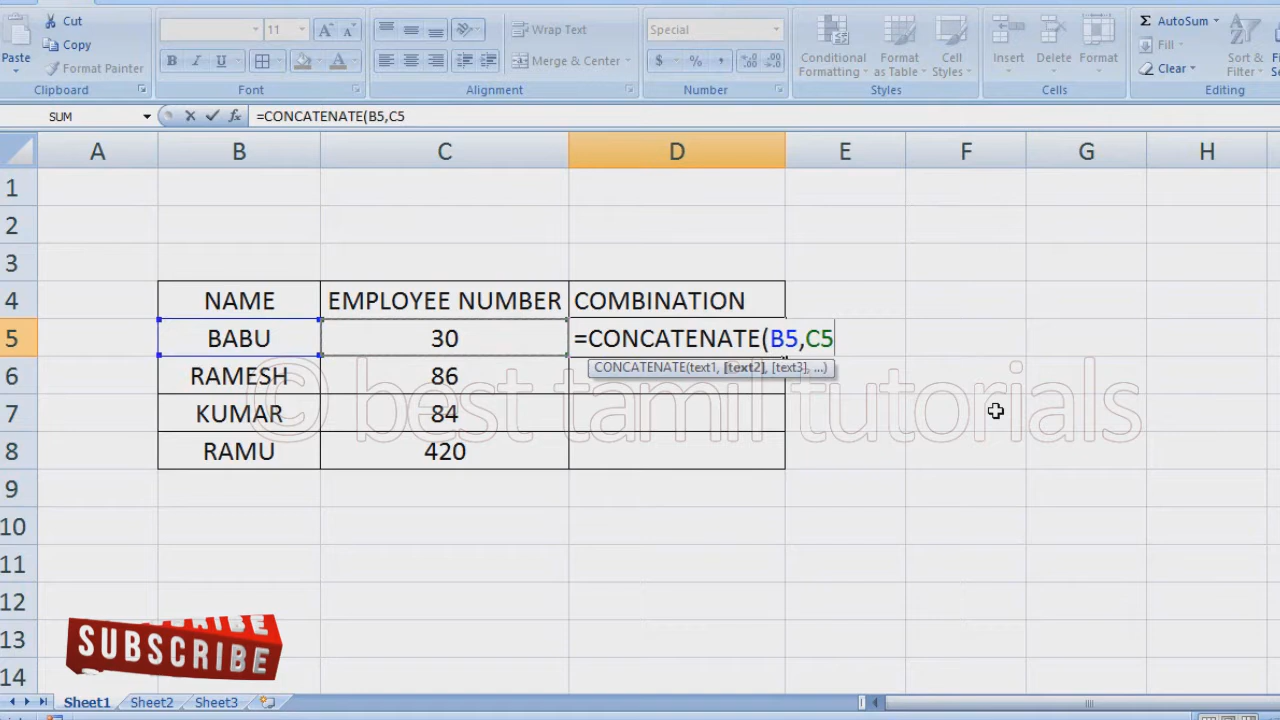 Cut
Copy
Format Painter
Paste
Clipboard
11
A A
B I U
A
Font
Wrap Text
Merge & Center
Alignment
Special
$ % ,
Number
Conditional Formatting
Format as Table
Cell Styles
Styles
Insert
Delete
Format
Cells
Σ AutoSum
Fill
Clear
Sort &
Filter
Editing
SUM
fx
=CONCATENATE(B5,C5
A B C D E F G H
1
2
3
4 NAME EMPLOYEE NUMBER COMBINATION
5 BABU 30 =CONCATENATE(B5,C5
CONCATENATE(text1, [text2], [text3], ...)
6 RAMESH 86
7 KUMAR 84
© best tamil tutorials
8 RAMU 420
9
10
11
12
13
14
SUBSCRIBE
Sheet1 Sheet2 Sheet3